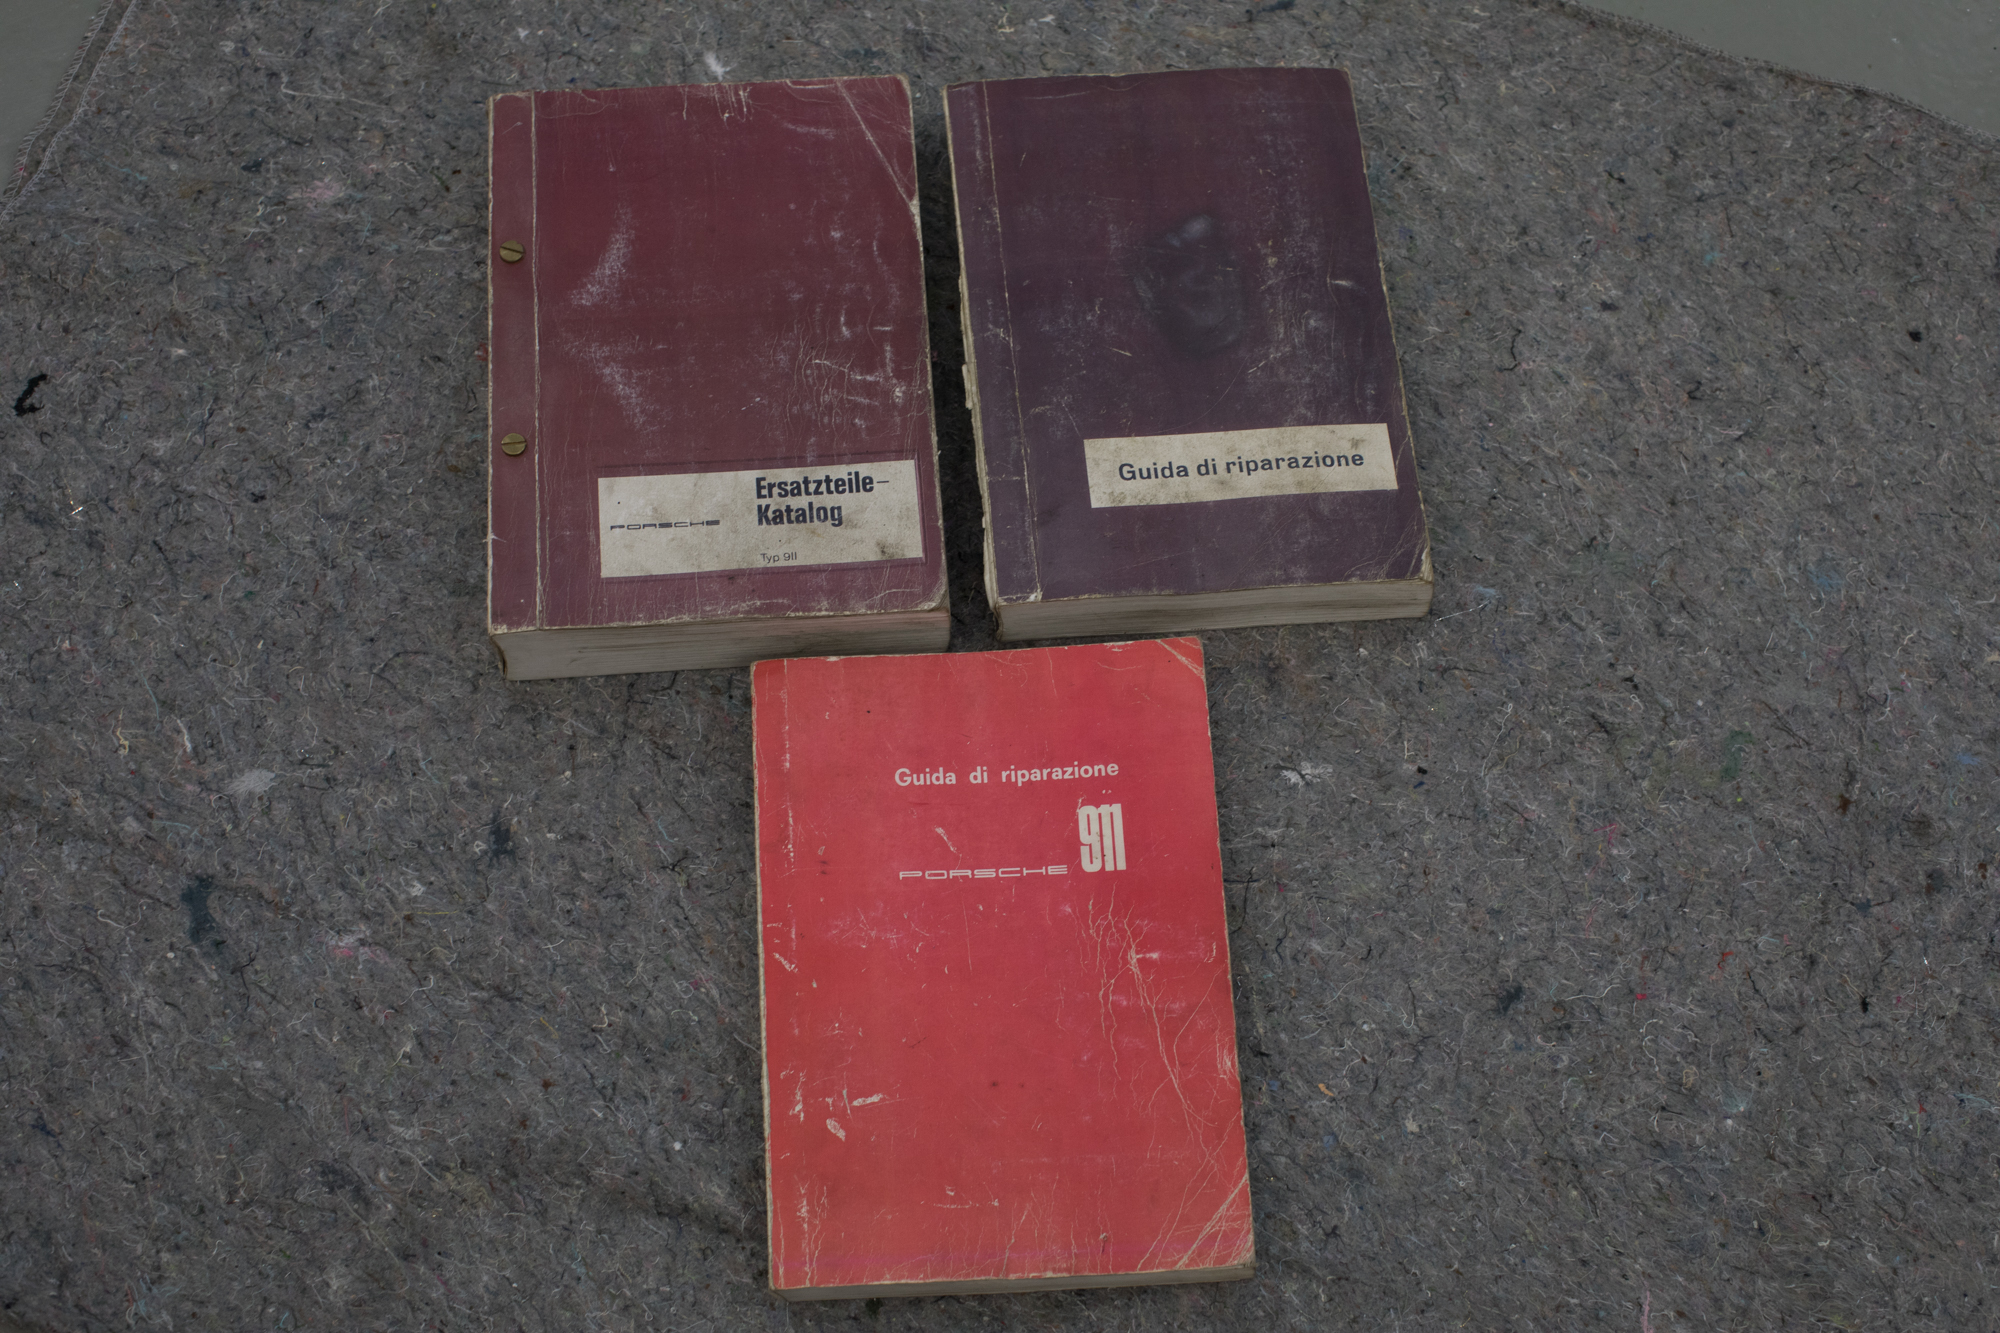 Ersatzteile-
Katalog
PORSCHE
Typ 911
Guida di riparazione
Guida di riparazione
911
PORSCHE